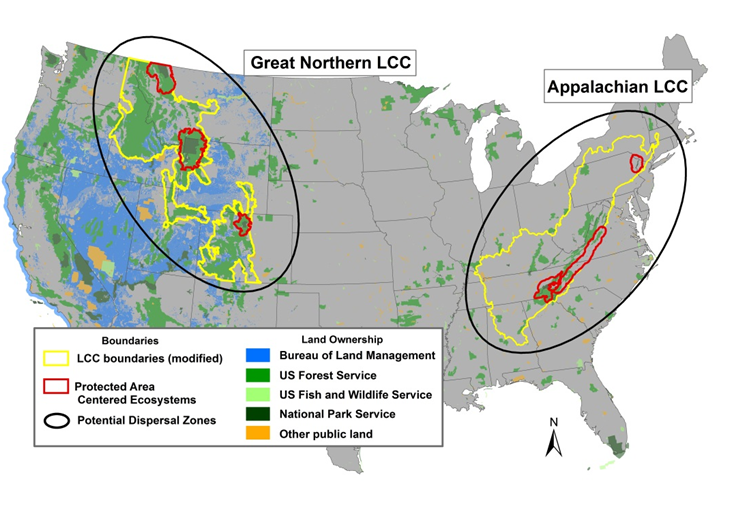 Great Northern LCC
Appalachian LCC
Boundaries
LCC boundaries (modified)
Protected Area
Centered Ecosystems
Potential Dispersal Zones
Land Ownership
Bureau of Land Management
US Forest Service
US Fish and Wildlife Service
National Park Service
Other public land
N